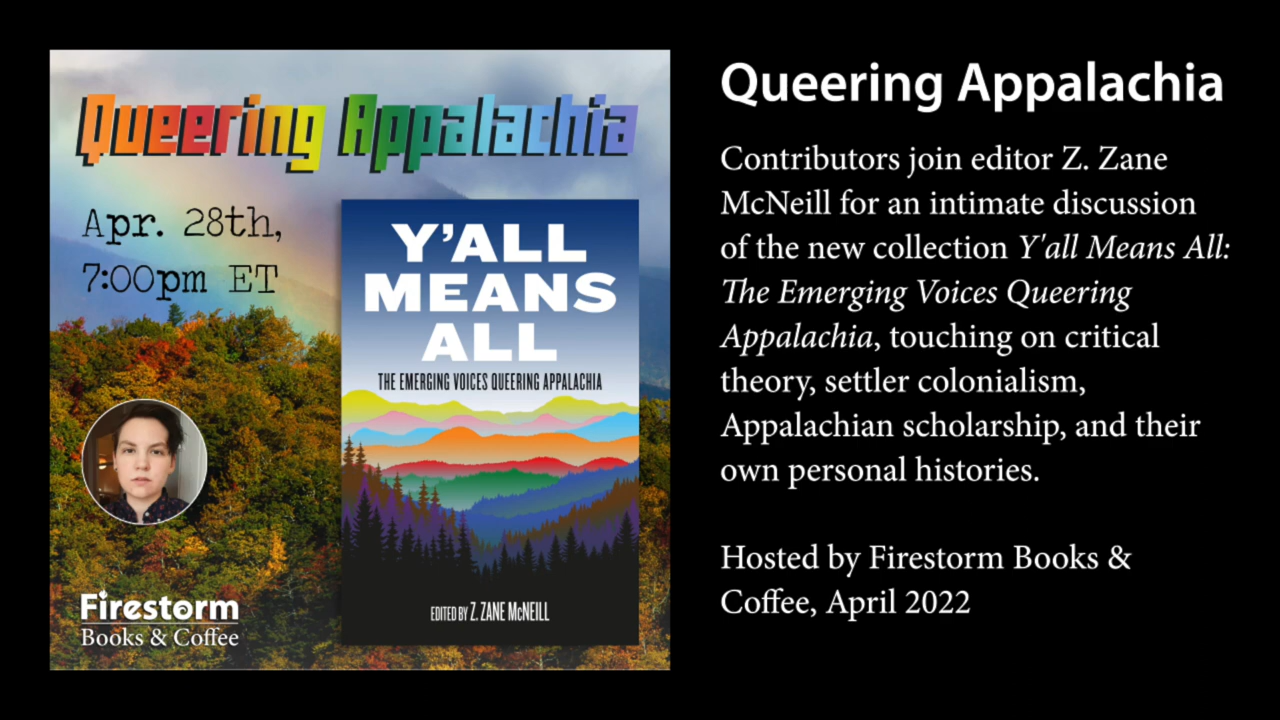 Queering Appalachia
Apr. 28th,
7:00pm ET
Y'ALL
MEANS
ALL
THE EMERGING VOICES QUEERING APPALACHIA
EDITED BY Z. ZANE McNEILL
Firestorm
Books & Coffee
Queering Appalachia
Contributors join editor Z. Zane
McNeill for an intimate discussion
of the new collection Y'all Means All:
The Emerging Voices Queering
Appalachia, touching on critical
theory, settler colonialism,
Appalachian scholarship, and their
own personal histories.
Hosted by Firestorm Books &
Coffee, April 2022